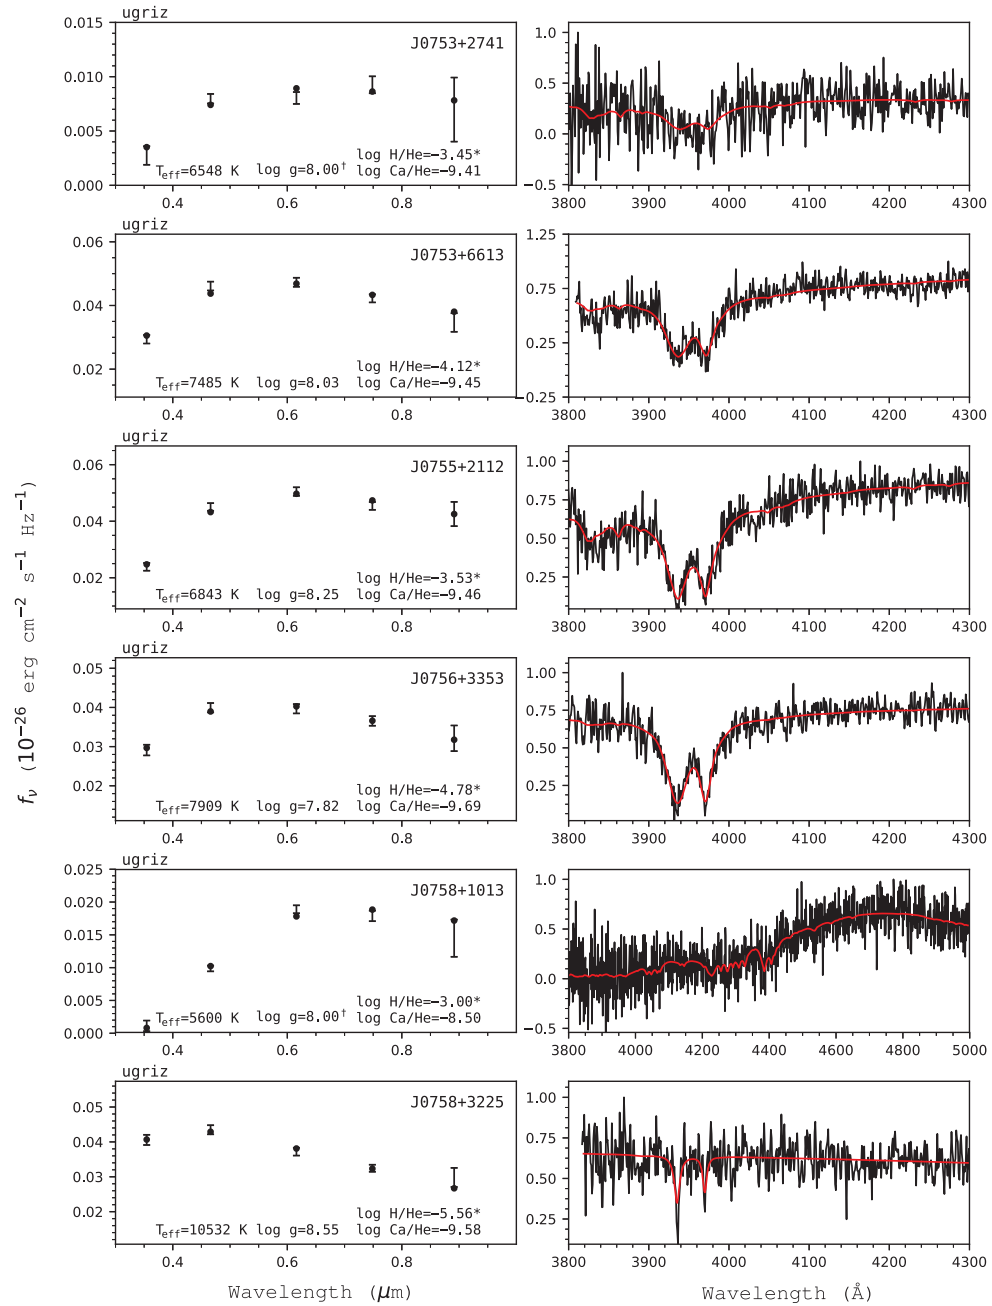 ugriz
J0753+2741
0.015
0.010
0.005
0.000
T_eff=6548 K log g=8.00†
log H/He=−3.45*
log Ca/He=−9.41
0.4 0.6 0.8
1.0
0.5
0.0
−0.5
3800 3900 4000 4100 4200 4300
ugriz
J0753+6613
0.06
0.04
0.02
T_eff=7485 K log g=8.03
log H/He=−4.12*
log Ca/He=−9.45
0.4 0.6 0.8
1.25
0.75
0.25
−0.25
3800 3900 4000 4100 4200 4300
ugriz
J0755+2112
0.06
0.04
0.02
T_eff=6843 K log g=8.25
log H/He=−3.53*
log Ca/He=−9.46
0.4 0.6 0.8
1.00
0.75
0.50
0.25
3800 3900 4000 4100 4200 4300
f_ν (10⁻²⁶ erg cm⁻² s⁻¹ Hz⁻¹)
ugriz
J0756+3353
0.05
0.04
0.03
0.02
T_eff=7909 K log g=7.82
log H/He=−4.78*
log Ca/He=−9.69
0.4 0.6 0.8
1.00
0.75
0.50
0.25
3800 3900 4000 4100 4200 4300
ugriz
J0758+1013
0.025
0.020
0.015
0.010
0.005
0.000
T_eff=5600 K log g=8.00†
log H/He=−3.00*
log Ca/He=−8.50
0.4 0.6 0.8
1.0
0.5
0.0
−0.5
3800 4000 4200 4400 4600 4800 5000
ugriz
J0758+3225
0.05
0.04
0.03
0.02
T_eff=10532 K log g=8.55
log H/He=−5.56*
log Ca/He=−9.58
0.4 0.6 0.8
1.00
0.75
0.50
0.25
3800 3900 4000 4100 4200 4300
Wavelength (μm)
Wavelength (Å)